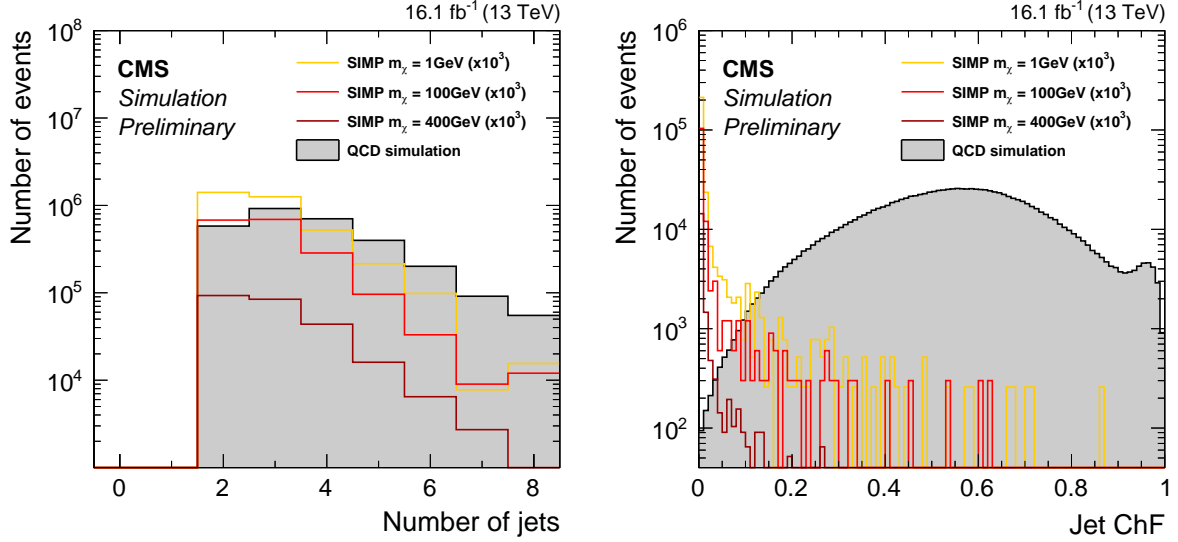 16.1 fb⁻¹ (13 TeV)
Number of events
10⁸
10⁷
10⁶
10⁵
10⁴
CMS
Simulation
Preliminary
SIMP mχ = 1GeV (x10³)
SIMP mχ = 100GeV (x10³)
SIMP mχ = 400GeV (x10³)
QCD simulation
0 2 4 6 8
Number of jets
16.1 fb⁻¹ (13 TeV)
Number of events
10⁶
10⁵
10⁴
10³
10²
CMS
Simulation
Preliminary
SIMP mχ = 1GeV (x10³)
SIMP mχ = 100GeV (x10³)
SIMP mχ = 400GeV (x10³)
QCD simulation
0 0.2 0.4 0.6 0.8 1
Jet ChF